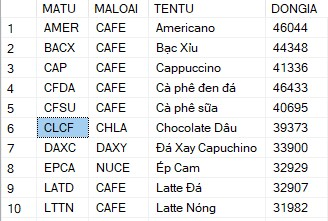 MATU MALOAI TENTU DONGIA
1 AMER CAFE Americano 46044
2 BACX CAFE Bạc Xíu 44348
3 CAP CAFE Cappuccino 41336
4 CFDA CAFE Cà phê đen đá 46433
5 CFSU CAFE Cà phê sữa 40695
6 CLCF CHLA Chocolate Dâu 39373
7 DAXC DAXY Đá Xay Capuchino 33900
8 EPCA NUCE Ép Cam 32929
9 LATD CAFE Latte Đá 32907
10 LTTN CAFE Latte Nóng 31982